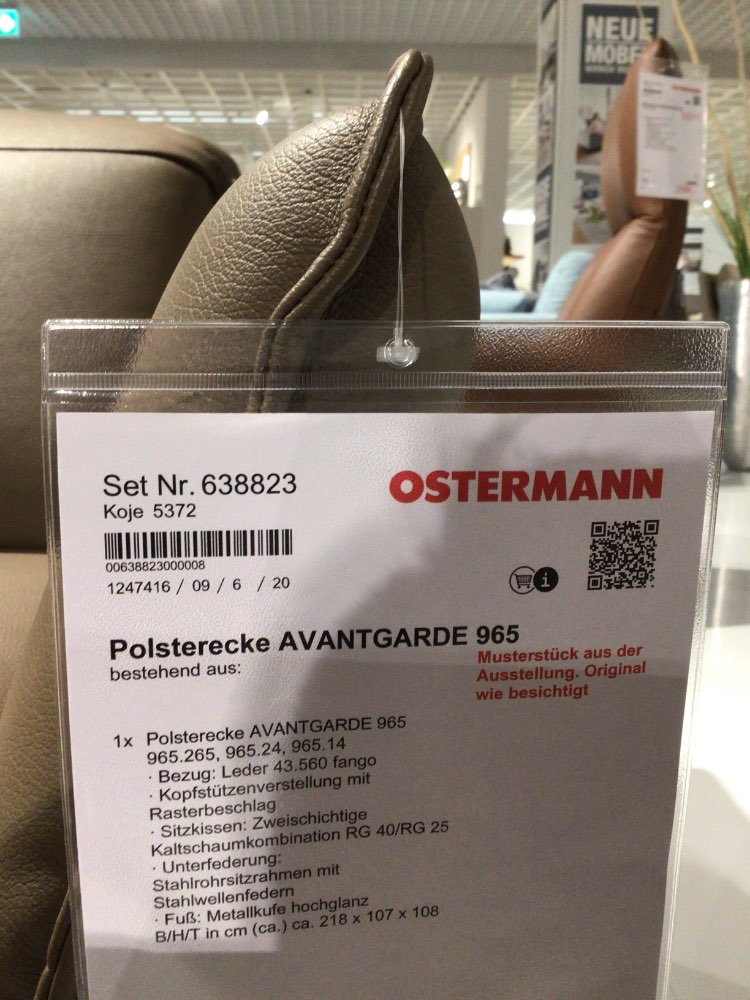 NEUE
OSTERMANN
Set Nr. 638823
OSTERMANN
Koje 5372
00638823000008
1247416 / 09 / 6 / 20
i
Polsterecke AVANTGARDE 965
bestehend aus:
Musterstück aus der
Ausstellung. Original
wie besichtigt
1x Polsterecke AVANTGARDE 965
965.265, 965.24, 965.14
· Bezug: Leder 43.560 fango
· Kopfstützenverstellung mit
Rasterbeschlag
· Sitzkissen: Zweischichtige
Kaltschaumkombination RG 40/RG 25
· Unterfederung:
Stahlrohrsitzrahmen mit
Stahlwellenfedern
· Fuß: Metallkufe hochglanz
B/H/T in cm (ca.) ca. 218 x 107 x 108